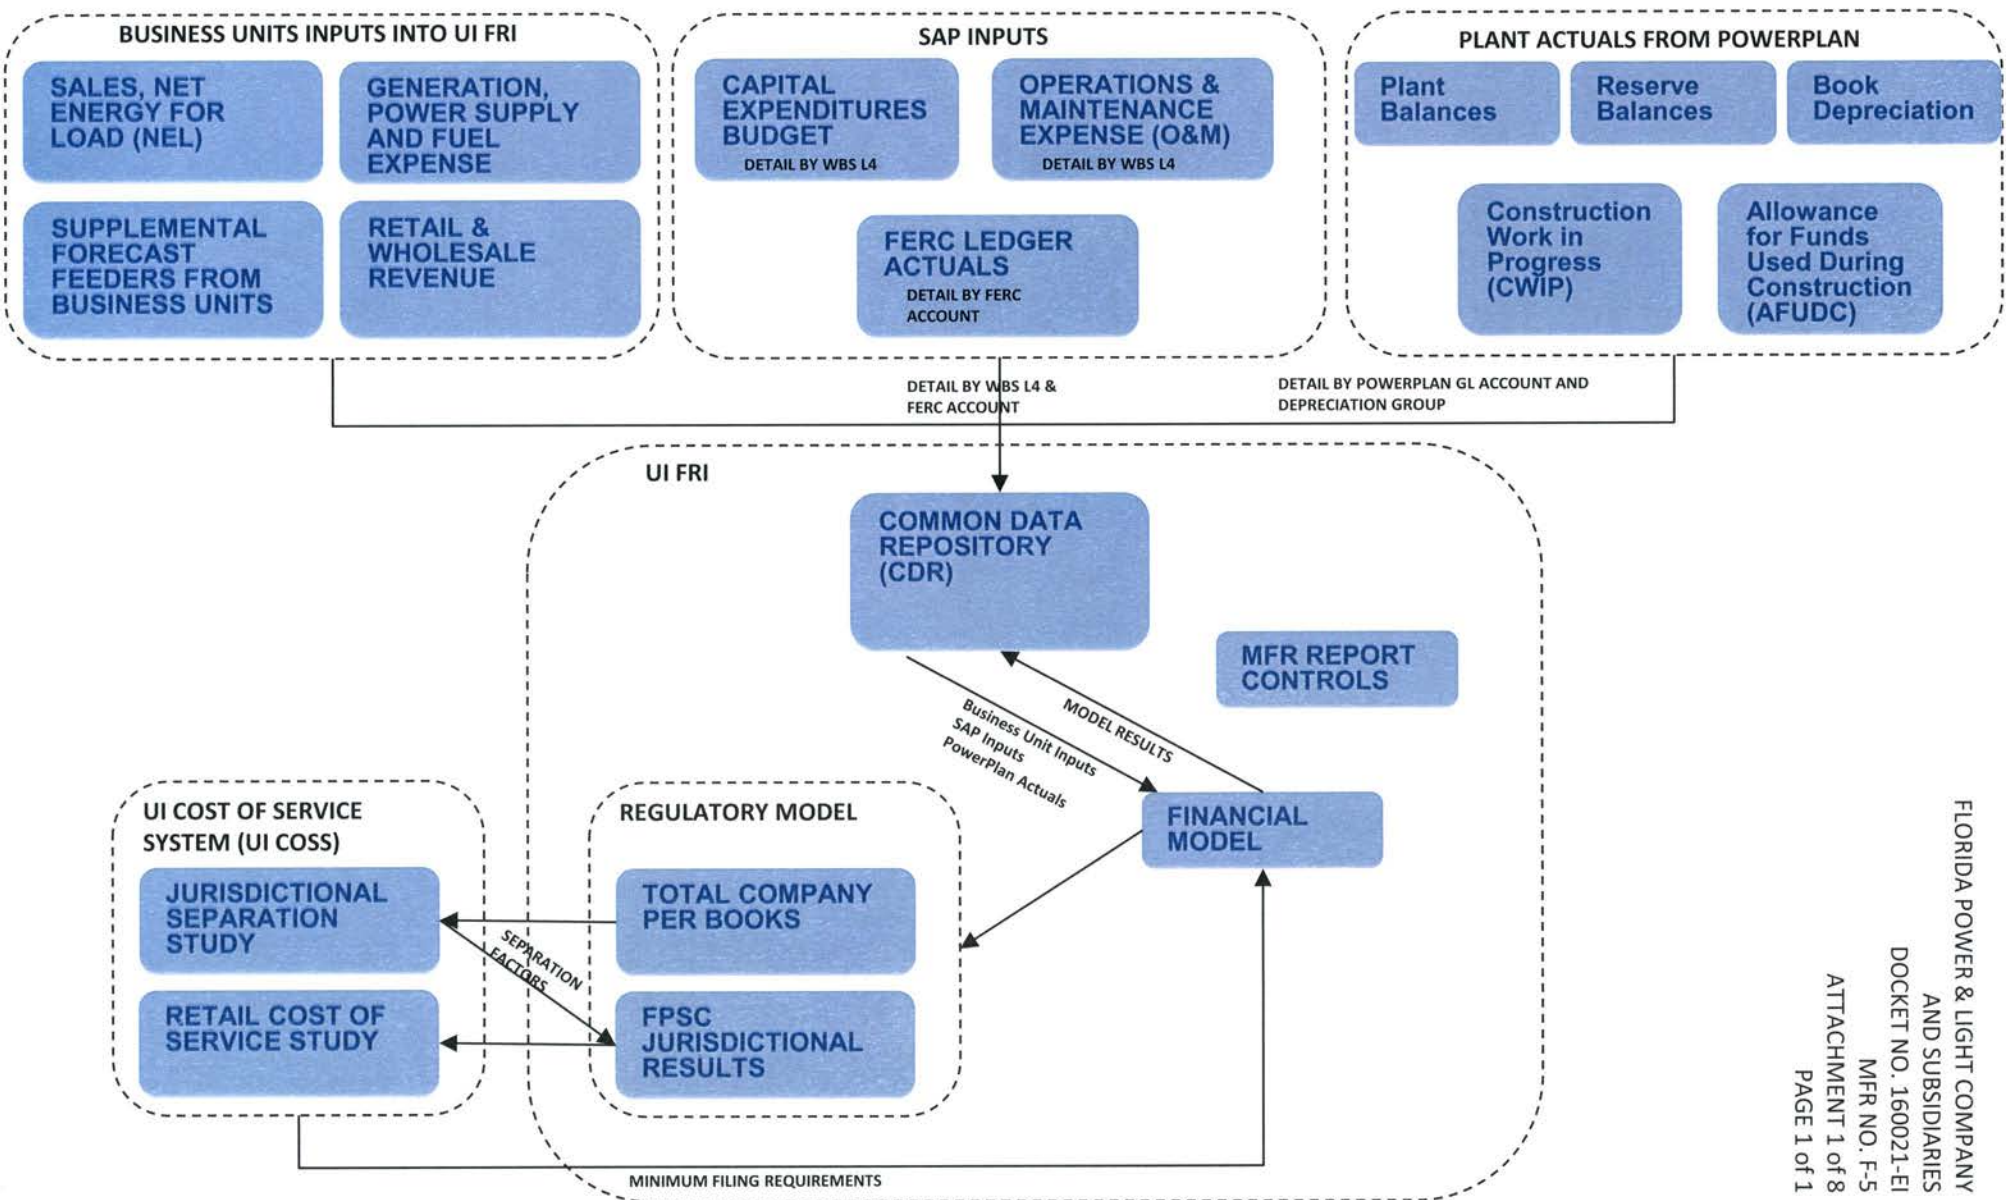 BUSINESS UNITS INPUTS INTO UI FRI
SALES, NET
ENERGY FOR
LOAD (NEL)
GENERATION,
POWER SUPPLY
AND FUEL
EXPENSE
SUPPLEMENTAL
FORECAST
FEEDERS FROM
BUSINESS UNITS
RETAIL &
WHOLESALE
REVENUE
SAP INPUTS
CAPITAL
EXPENDITURES
BUDGET
DETAIL BY WBS L4
OPERATIONS &
MAINTENANCE
EXPENSE (O&M)
DETAIL BY WBS L4
FERC LEDGER
ACTUALS
DETAIL BY FERC
ACCOUNT
PLANT ACTUALS FROM POWERPLAN
Plant
Balances
Reserve
Balances
Book
Depreciation
Construction
Work in
Progress
(CWIP)
Allowance
for Funds
Used During
Construction
(AFUDC)
DETAIL BY WBS L4 &
FERC ACCOUNT
DETAIL BY POWERPLAN GL ACCOUNT AND
DEPRECIATION GROUP
UI FRI
COMMON DATA
REPOSITORY
(CDR)
MFR REPORT
CONTROLS
MODEL RESULTS
Business Unit Inputs
SAP Inputs
PowerPlan Actuals
FINANCIAL
MODEL
UI COST OF SERVICE
SYSTEM (UI COSS)
JURISDICTIONAL
SEPARATION
STUDY
RETAIL COST OF
SERVICE STUDY
SEPARATION
FACTORS
REGULATORY MODEL
TOTAL COMPANY
PER BOOKS
FPSC
JURISDICTIONAL
RESULTS
MINIMUM FILING REQUIREMENTS
FLORIDA POWER & LIGHT COMPANY
AND SUBSIDIARIES
DOCKET NO. 160021-EI
MFR NO. F-5
ATTACHMENT 1 of 8
PAGE 1 of 1